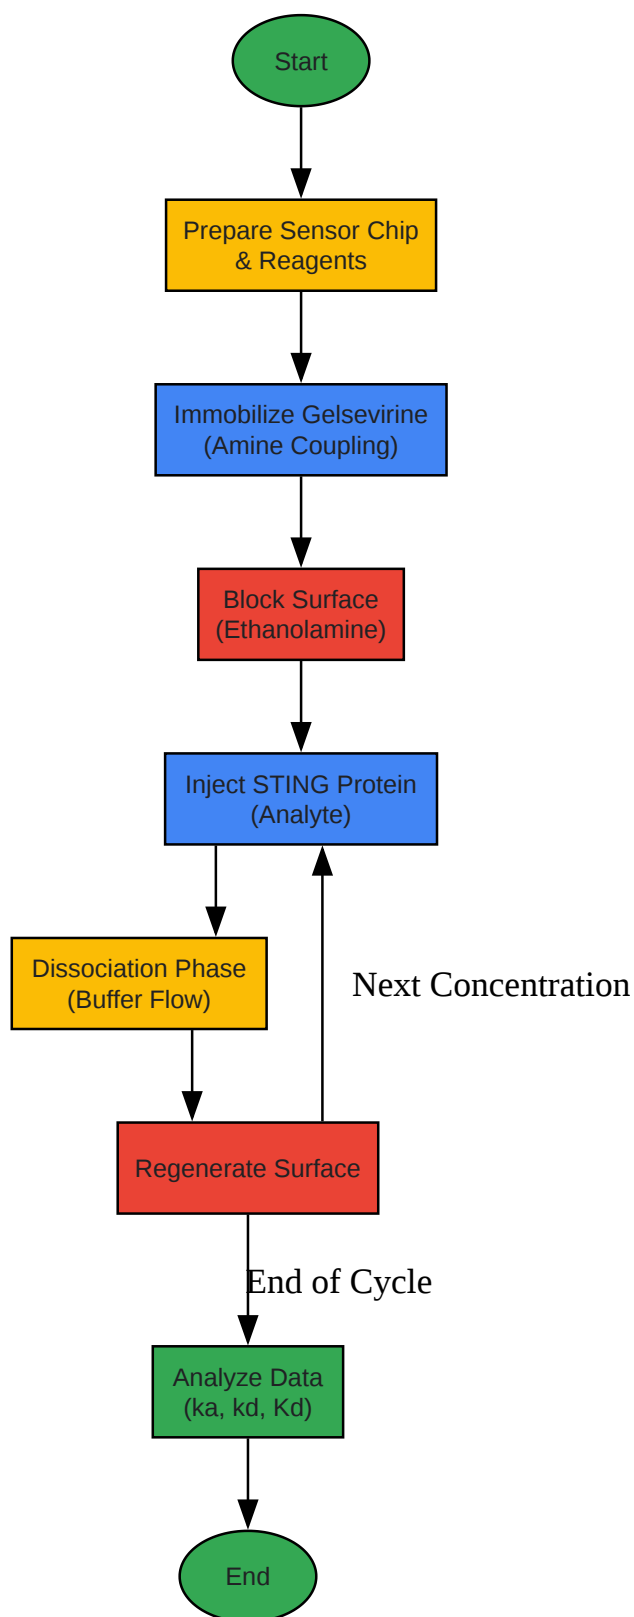 Start
Prepare Sensor Chip
& Reagents
Immobilize Gelsevirine
(Amine Coupling)
Block Surface
(Ethanolamine)
Inject STING Protein
(Analyte)
Dissociation Phase
(Buffer Flow)
Next Concentration
Regenerate Surface
End of Cycle
Analyze Data
(ka, kd, Kd)
End